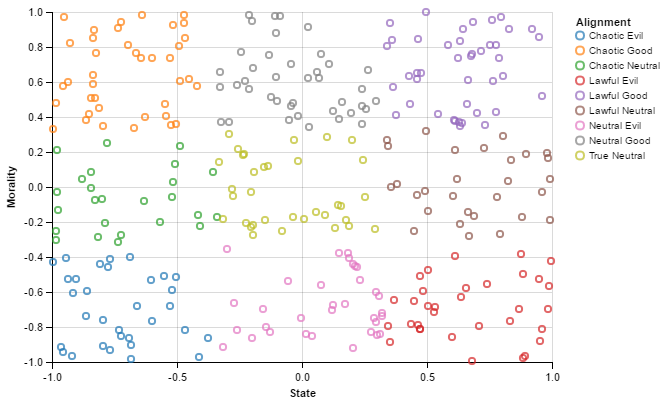 1.0
0.8
0.6
0.4
0.2
0.0
-0.2
-0.4
-0.6
-0.8
-1.0
Morality
-1.0 -0.5 0.0 0.5 1.0
State
Alignment
Chaotic Evil
Chaotic Good
Chaotic Neutral
Lawful Evil
Lawful Good
Lawful Neutral
Neutral Evil
Neutral Good
True Neutral